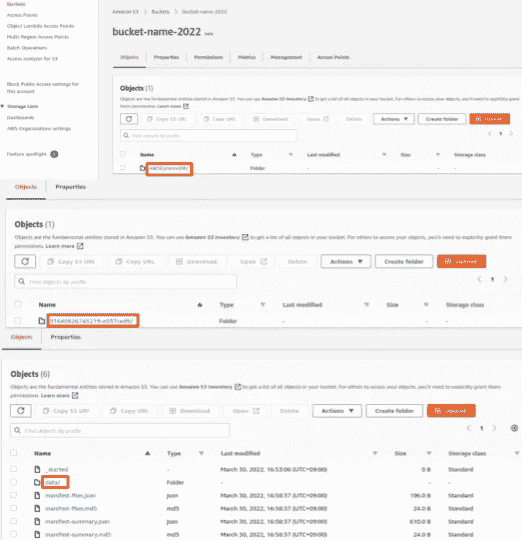 Buckets
Access Points
Object Lambda Access Points
Multi-Region Access Points
Batch Operations
Access analyzer for S3
Block Public Access settings for
this account
Storage Lens
Dashboards
AWS Organizations settings
Feature spotlight
Amazon S3 > Buckets > bucket-name-2022
bucket-name-2022
Objects Properties Permissions Metrics Management Access Points
Objects (1)
Objects are the fundamental entities stored in Amazon S3. You can use Amazon S3 Inventory to get a list of all objects in your bucket. For others to access your objects, you'll need to explicitly grant them
permissions. Learn more
Copy S3 URI Copy URL Download Open Delete Actions Create folder Upload
Find objects by prefix
1
Name Type Last modified Size Storage class
Folder - - -
Objects Properties
Objects (1)
Objects are the fundamental entities stored in Amazon S3. You can use Amazon S3 Inventory to get a list of all objects in your bucket. For others to access your objects, you'll need to explicitly grant them
permissions. Learn more
Copy S3 URI Copy URL Download Open Delete Actions Create folder Upload
Find objects by prefix
1
Name Type Last modified Size Storage class
Folder - - -
Objects Properties
Objects (6)
Objects are the fundamental entities stored in Amazon S3. You can use Amazon S3 Inventory to get a list of all objects in your bucket. For others to access your objects, you'll need to explicitly grant them
permissions. Learn more
Copy S3 URI Copy URL Download Open Delete Actions Create folder Upload
Find objects by prefix
1
Name Type Last modified Size Storage class
_started - March 30, 2022, 16:53:06 (UTC+09:00) 0 B Standard
data/ Folder - - -
manifest-files.json json March 30, 2022, 16:58:37 (UTC+09:00) 196.0 B Standard
manifest-files.md5 md5 March 30, 2022, 16:58:37 (UTC+09:00) 24.0 B Standard
manifest-summary.json json March 30, 2022, 16:58:37 (UTC+09:00) 610.0 B Standard
manifest-summary.md5 md5 March 30, 2022, 16:58:37 (UTC+09:00) 24.0 B Standard